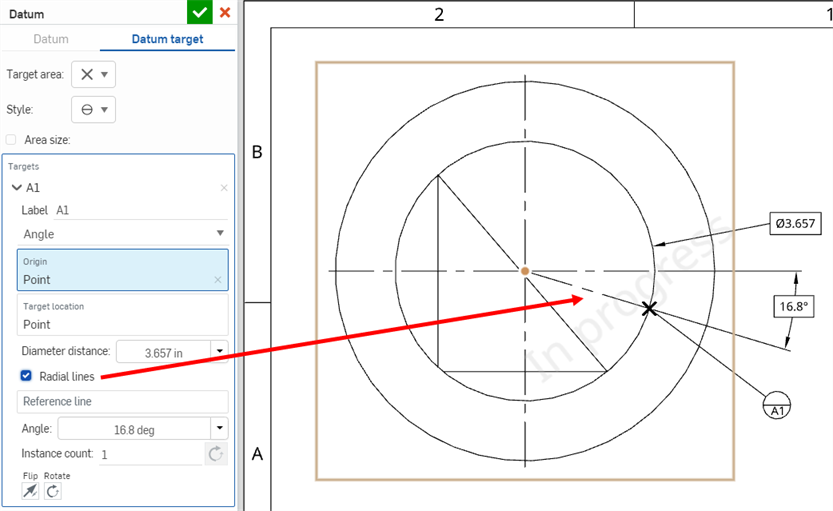 Datum
Datum
Datum target
Target area:
Style:
Area size:
Targets
A1
Label A1
Angle
Origin
Point
Target location
Point
Diameter distance: 3.657 in
Radial lines
Reference line
Angle: 16.8 deg
Instance count: 1
Flip Rotate
2
1
B
A
Ø3.657
16.8°
A1
In progress